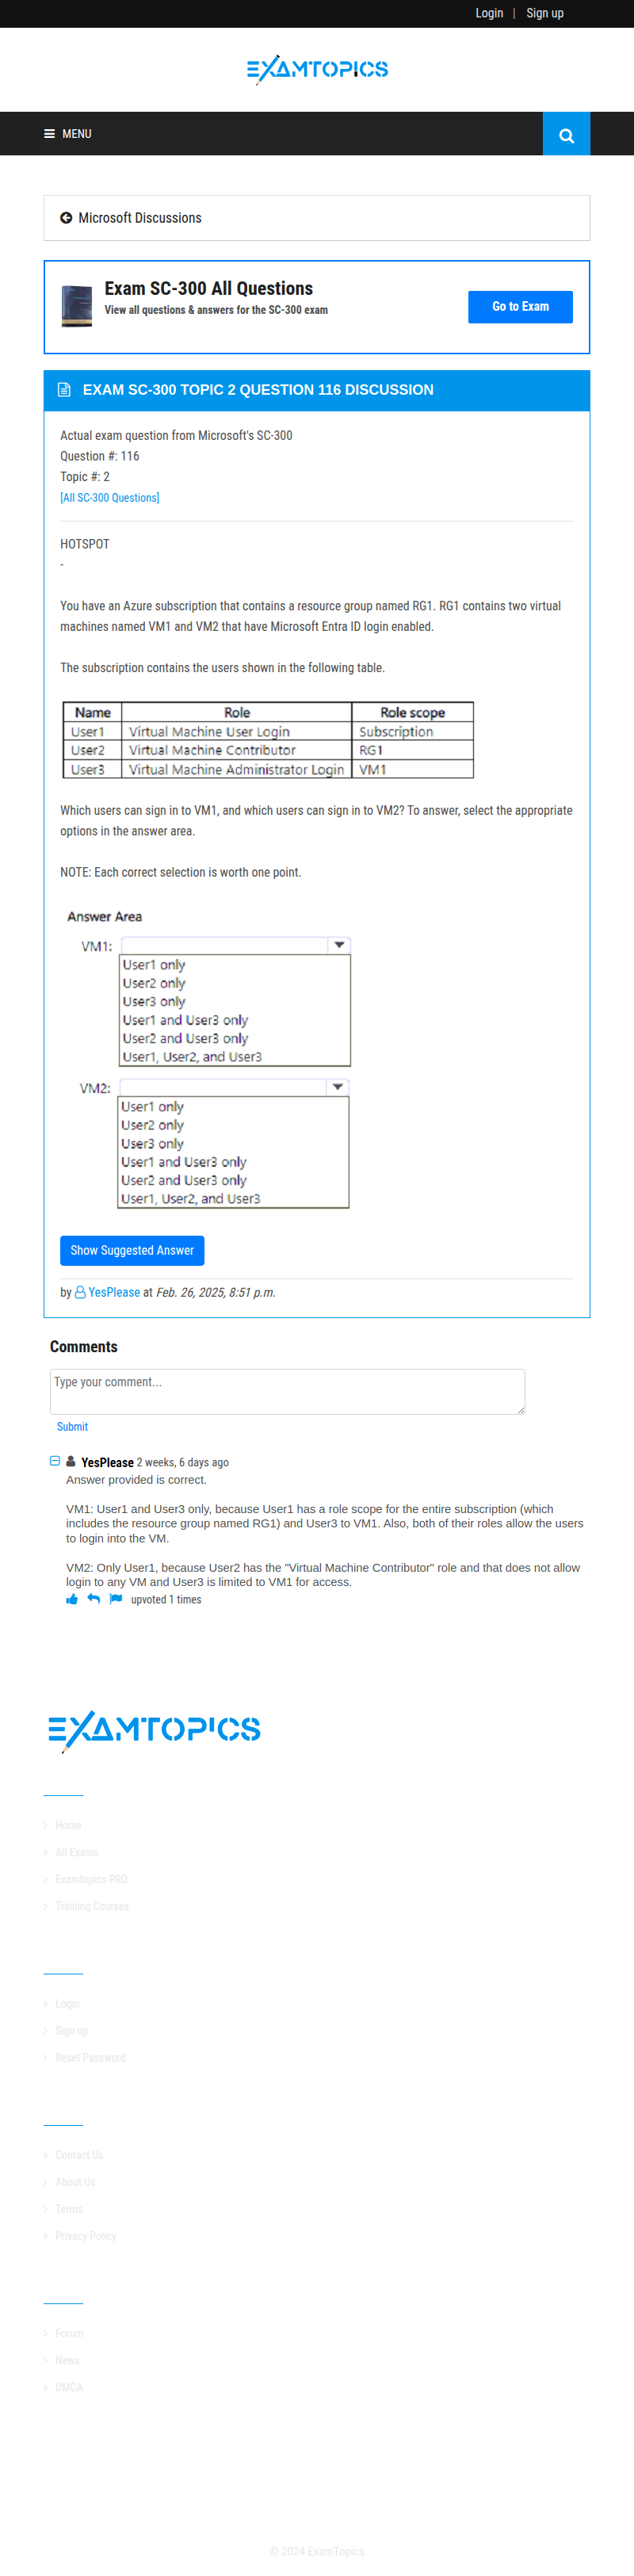 Login | Sign up
EXAMTOPICS
MENU
Microsoft Discussions
Exam SC-300 All Questions
View all questions & answers for the SC-300 exam
Go to Exam
EXAM SC-300 TOPIC 2 QUESTION 116 DISCUSSION
Actual exam question from Microsoft's SC-300
Question #: 116
Topic #: 2
[All SC-300 Questions]
HOTSPOT
-
You have an Azure subscription that contains a resource group named RG1. RG1 contains two virtual
machines named VM1 and VM2 that have Microsoft Entra ID login enabled.
The subscription contains the users shown in the following table.
Name Role Role scope
User1 Virtual Machine User Login Subscription
User2 Virtual Machine Contributor RG1
User3 Virtual Machine Administrator Login VM1
Which users can sign in to VM1, and which users can sign in to VM2? To answer, select the appropriate
options in the answer area.
NOTE: Each correct selection is worth one point.
Answer Area
VM1:
User1 only
User2 only
User3 only
User1 and User3 only
User2 and User3 only
User1, User2, and User3
VM2:
User1 only
User2 only
User3 only
User1 and User3 only
User2 and User3 only
User1, User2, and User3
Show Suggested Answer
by YesPlease at Feb. 26, 2025, 8:51 p.m.
Comments
Type your comment...
Submit
YesPlease 2 weeks, 6 days ago
Answer provided is correct.
VM1: User1 and User3 only, because User1 has a role scope for the entire subscription (which
includes the resource group named RG1) and User3 to VM1. Also, both of their roles allow the users
to login into the VM.
VM2: Only User1, because User2 has the "Virtual Machine Contributor" role and that does not allow
login to any VM and User3 is limited to VM1 for access.
upvoted 1 times
EXAMTOPICS
Home
All Exams
Examtopics PRO
Training Courses
Login
Sign up
Reset Password
Contact Us
About Us
Terms
Privacy Policy
Forum
News
DMCA
© 2024 ExamTopics